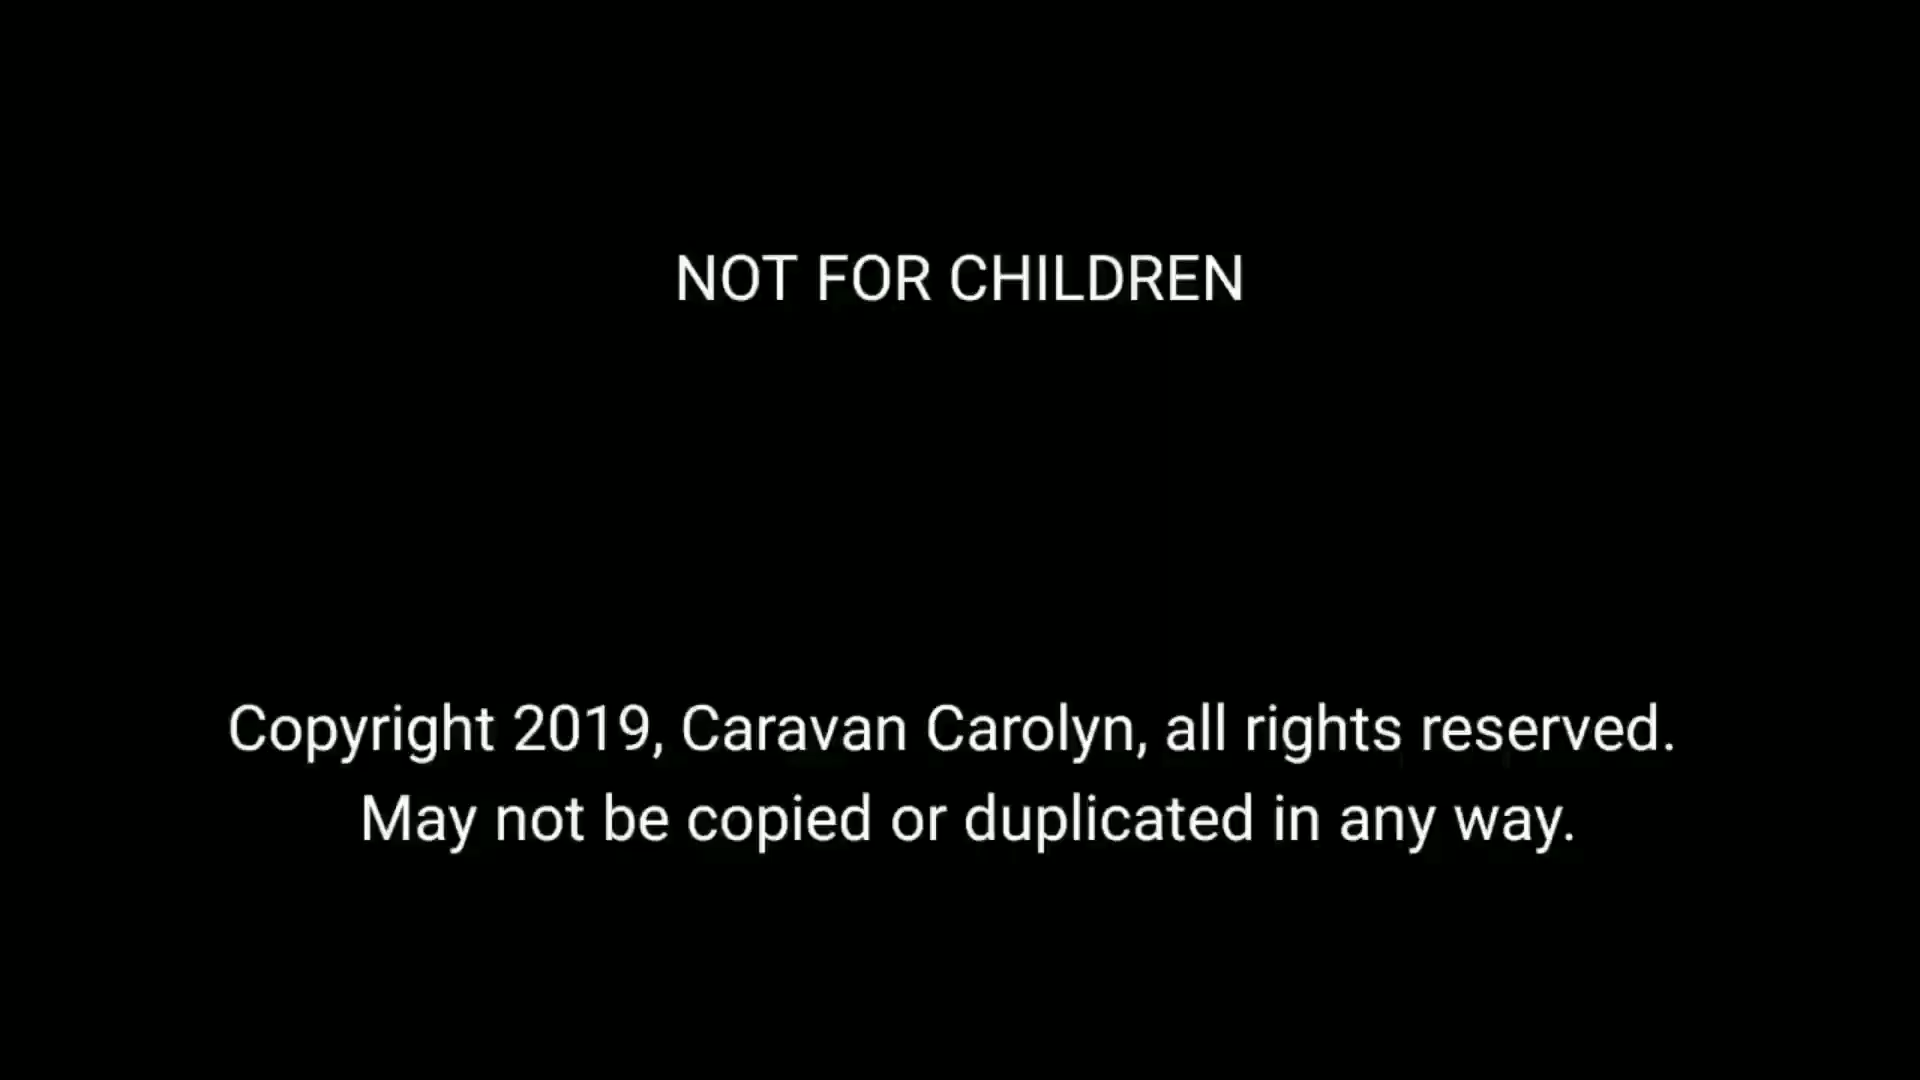 NOT FOR CHILDREN
Copyright 2019, Caravan Carolyn, all rights reserved.
May not be copied or duplicated in any way.